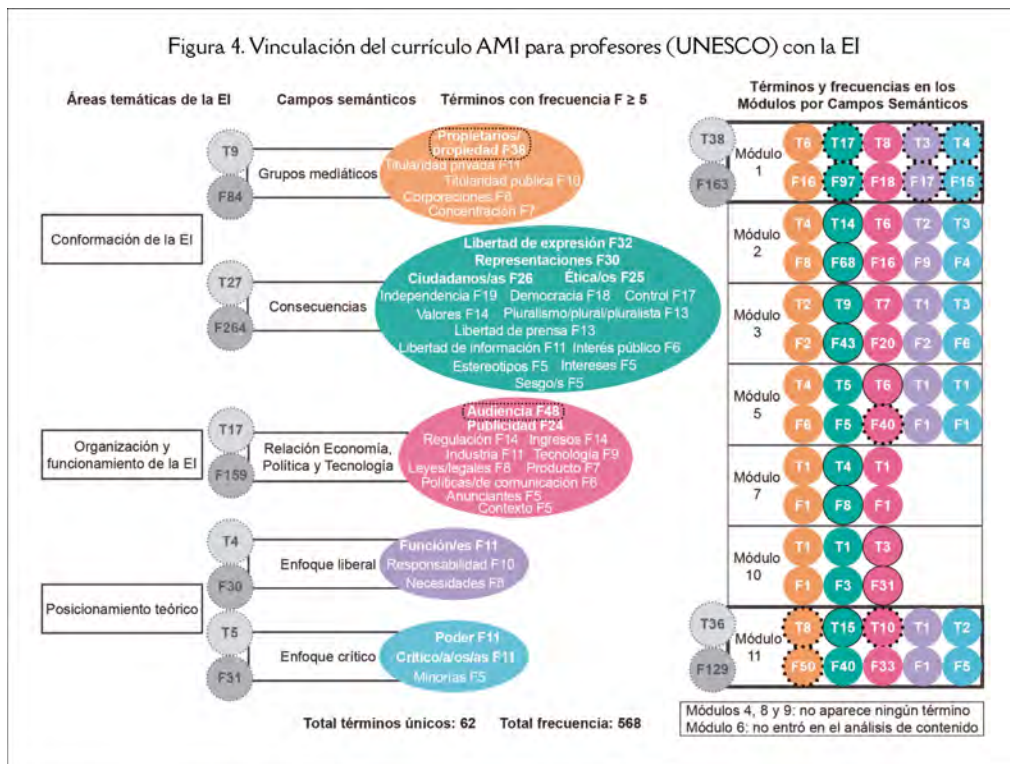 Figura 4. Vinculación del currículo AMI para profesores (UNESCO) con la EI
Áreas temáticas de la EI
Campos semánticos
Términos con frecuencia F ≥ 5
Términos y frecuencias en los
Módulos por Campos Semánticos
Conformación de la EI
T9
F84
Grupos mediáticos
Propietarios/
propiedad F36
Titularidad privada F11
Titularidad pública F10
Corporaciones F6
Concentración F7
T27
F264
Consecuencias
Libertad de expresión F32
Representaciones F30
Ciudadanos/as F26 Ética/os F25
Independencia F19 Democracia F18 Control F17
Valores F14 Pluralismo/plural/pluralista F13
Libertad de prensa F13
Libertad de información F11 Interés público F6
Estereotipos F5 Intereses F5
Sesgo/s F5
Organización y
funcionamiento de la EI
T17
F159
Relación Economía,
Política y Tecnología
Audiencia F48
Publicidad F24
Regulación F14 Ingresos F14
Industria F11 Tecnología F9
Leyes/legales F8 Producto F7
Políticas/de comunicación F6
Anunciantes F5
Contexto F5
Posicionamiento teórico
T4
F30
Enfoque liberal
Función/es F11
Responsabilidad F10
Necesidades F8
T5
F31
Enfoque crítico
Poder F11
Crítico/a/os/as F11
Minorías F5
Total términos únicos: 62 Total frecuencia: 568
T38
F163
Módulo
1
T6 T17 T8 T3 T4
F16 F97 F18 F17 F15
Módulo
2
T4 T14 T6 T2 T3
F8 F68 F16 F9 F4
Módulo
3
T2 T9 T7 T1 T3
F2 F43 F20 F2 F6
Módulo
5
T4 T5 T6 T1 T1
F6 F5 F40 F1 F1
Módulo
7
T1 T4 T1
F1 F8 F1
Módulo
10
T1 T1 T3
F1 F3 F31
T36
F129
Módulo
11
T8 T15 T10 T1 T2
F50 F40 F33 F1 F5
Módulos 4, 8 y 9: no aparece ningún término
Módulo 6: no entró en el análisis de contenido